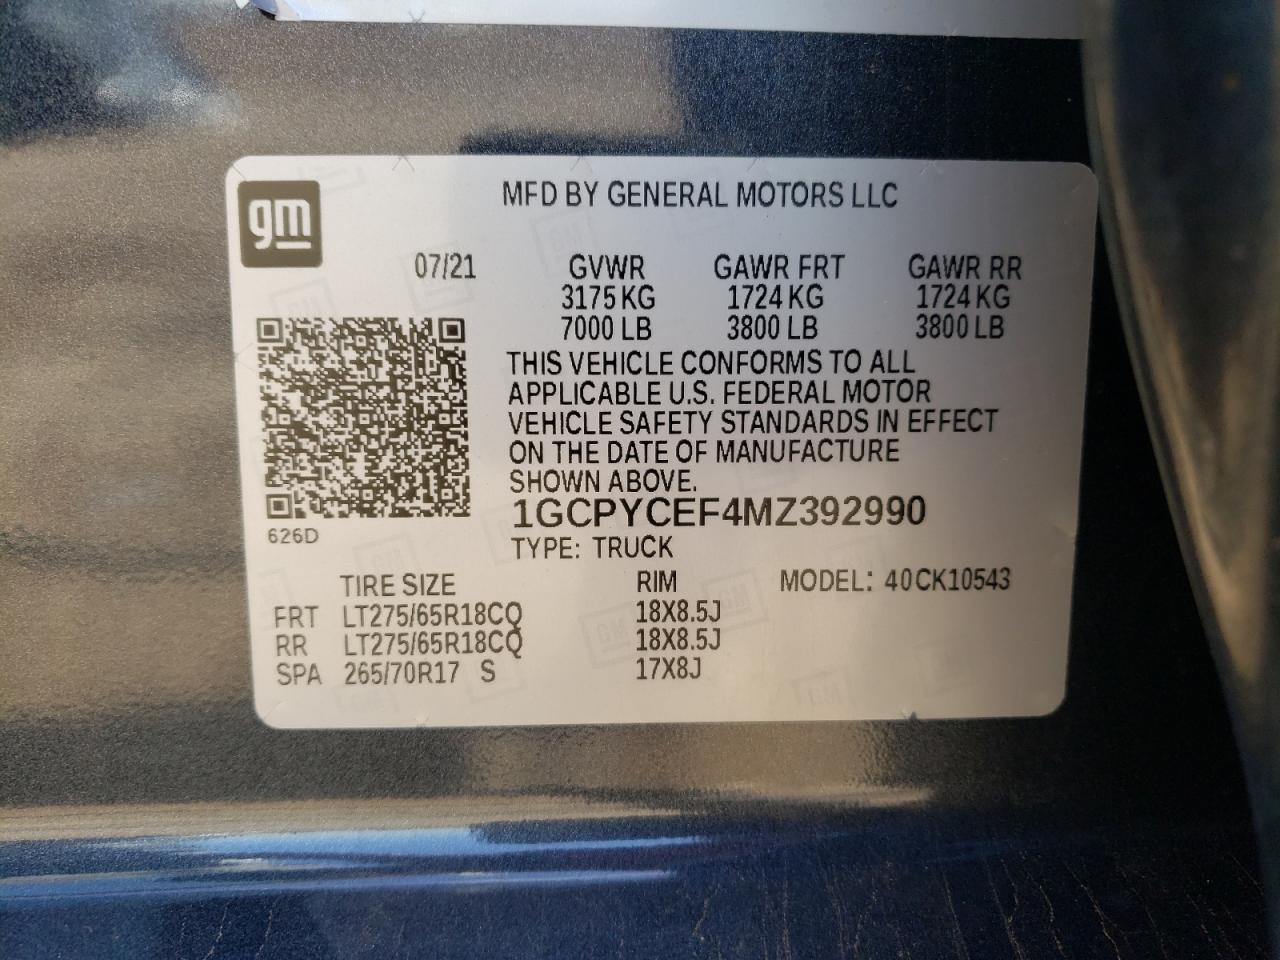 gm
MFD BY GENERAL MOTORS LLC
07/21 GVWR GAWR FRT GAWR RR
3175 KG 1724 KG 1724 KG
7000 LB 3800 LB 3800 LB
THIS VEHICLE CONFORMS TO ALL
APPLICABLE U.S. FEDERAL MOTOR
VEHICLE SAFETY STANDARDS IN EFFECT
ON THE DATE OF MANUFACTURE
SHOWN ABOVE.
1GCPYCEF4MZ392990
626D
TYPE: TRUCK
TIRE SIZE RIM MODEL: 40CK10543
FRT LT275/65R18CQ 18X8.5J
RR LT275/65R18CQ 18X8.5J
SPA 265/70R17 S 17X8J